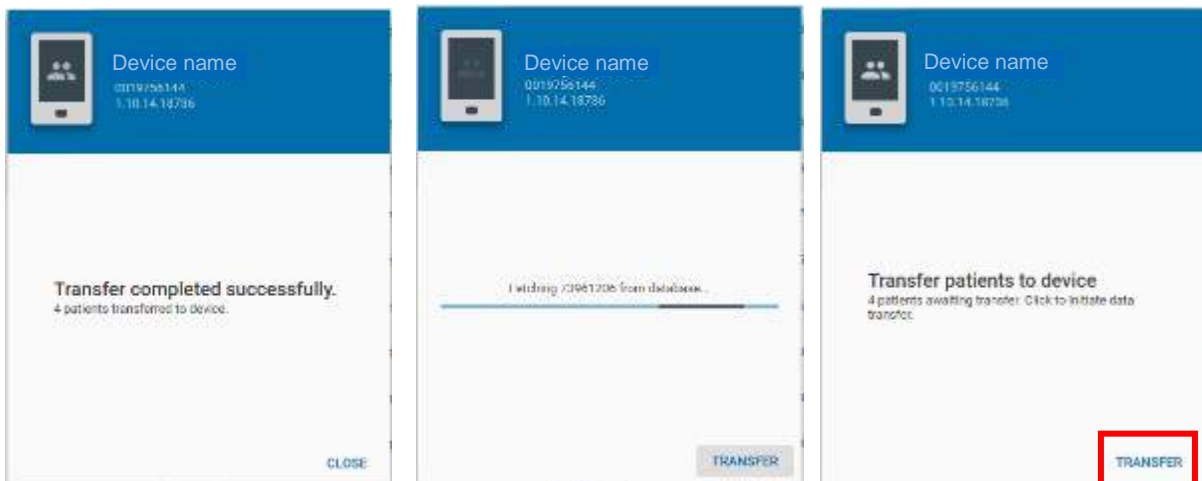 Device name
0019756144
1.10.14.18736
Transfer completed successfully.
4 patients transferred to device.
CLOSE
Device name
0019756144
1.10.14.18736
Fetching 73961206 from database...
TRANSFER
Device name
0019756144
1.10.14.18736
Transfer patients to device
4 patients awaiting transfer. Click to initiate data
transfer.
TRANSFER